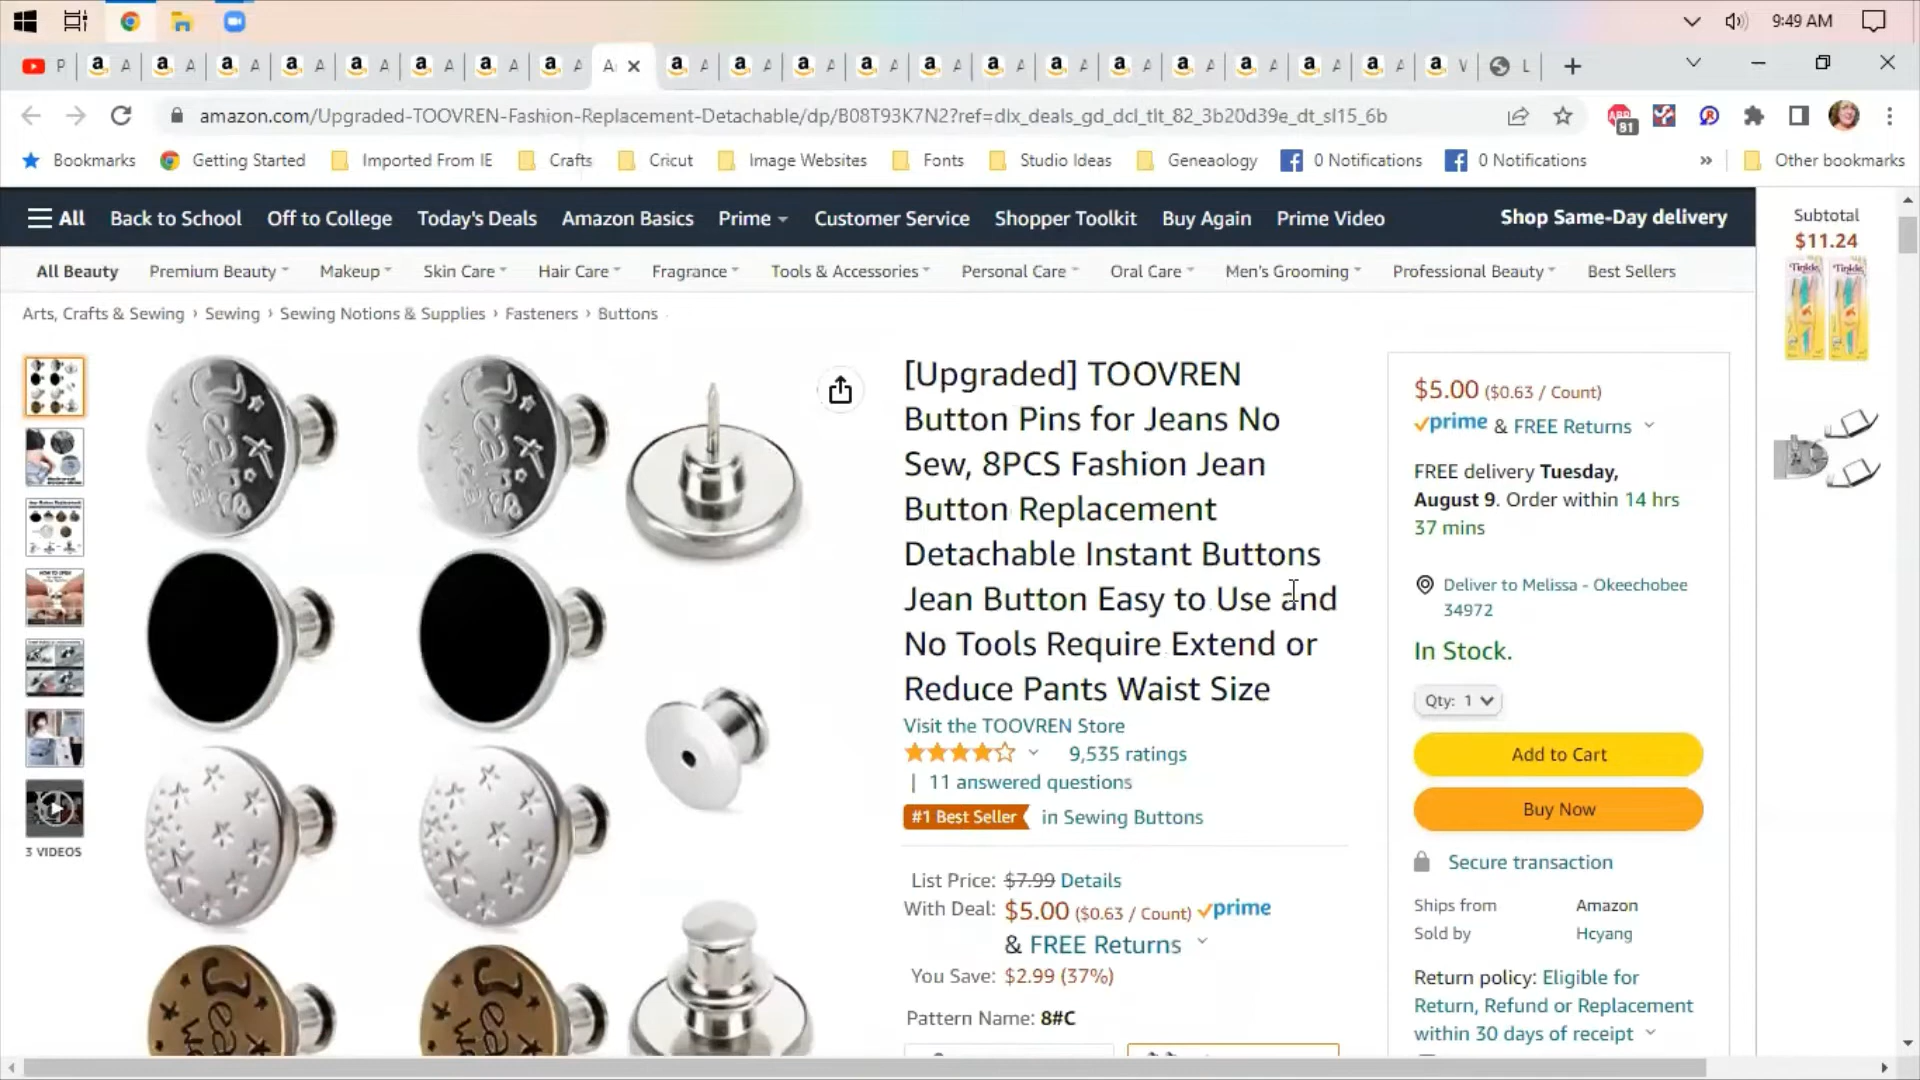 9:49 AM
P A A A A A A A A A A A A A A A A A A A A V L
amazon.com/Upgraded-TOOVREN-Fashion-Replacement-Detachable/dp/B08T93K7N2?ref=dlx_deals_gd_dcl_tlt_82_3b20d39e_dt_sl15_6b
81
Bookmarks Getting Started Imported From IE Crafts Cricut Image Websites Fonts Studio Ideas Geneaology 0 Notifications 0 Notifications » Other bookmarks
All Back to School Off to College Today's Deals Amazon Basics Prime Customer Service Shopper Toolkit Buy Again Prime Video Shop Same-Day delivery
Subtotal
$11.24
All Beauty Premium Beauty Makeup Skin Care Hair Care Fragrance Tools & Accessories Personal Care Oral Care Men's Grooming Professional Beauty Best Sellers
Tinkle Tinkle
Arts, Crafts & Sewing › Sewing › Sewing Notions & Supplies › Fasteners › Buttons
[Upgraded] TOOVREN
Button Pins for Jeans No
Sew, 8PCS Fashion Jean
Button Replacement
Detachable Instant Buttons
Jean Button Easy to Use and
No Tools Require Extend or
Reduce Pants Waist Size
Visit the TOOVREN Store
9,535 ratings
| 11 answered questions
#1 Best Seller in Sewing Buttons
List Price: $7.99 Details
With Deal: $5.00 ($0.63 / Count) prime
& FREE Returns
You Save: $2.99 (37%)
Pattern Name: 8#C
3 VIDEOS
$5.00 ($0.63 / Count)
prime & FREE Returns
FREE delivery Tuesday,
August 9. Order within 14 hrs
37 mins
Deliver to Melissa - Okeechobee
34972
In Stock.
Qty: 1
Add to Cart
Buy Now
Secure transaction
Ships from Amazon
Sold by Hcyang
Return policy: Eligible for
Return, Refund or Replacement
within 30 days of receipt